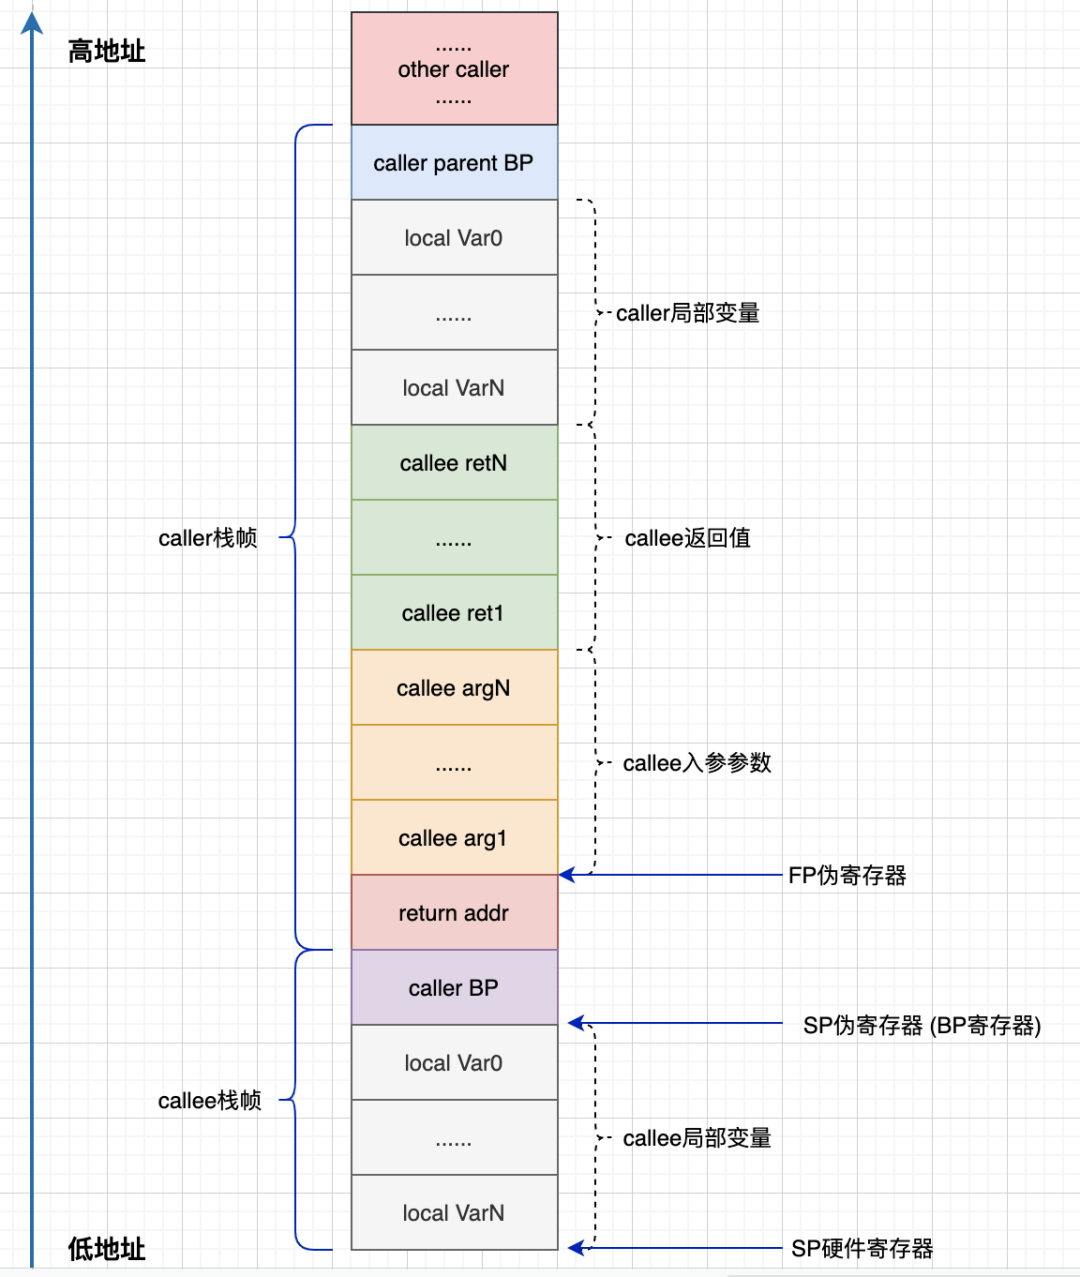 高地址
......
other caller
......
caller parent BP
local Var0
......
caller局部变量
local VarN
callee retN
caller栈帧
......
callee返回值
callee ret1
callee argN
......
callee入参参数
callee arg1
FP伪寄存器
return addr
caller BP
SP伪寄存器 (BP寄存器)
local Var0
callee栈帧
......
callee局部变量
local VarN
低地址
SP硬件寄存器